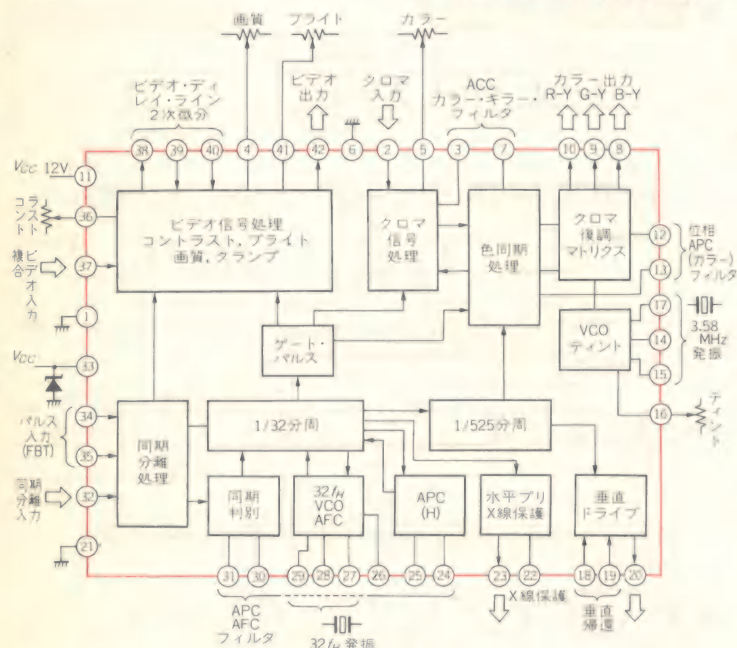 画質
ブライト
カラー
ビデオ・ディ
レイ・ライン
2次微分
ビデオ
出力
クロマ
入力
ACC
カラー・キラー・
フィルタ
カラー出力
R-Y G-Y B-Y
38 39 40 4 41 42 6 2 5 3 7 10 9 8
VCC 12V
11
コントラスト
36
複合ビデオ入力
37
1
VCC
33
パルス
入力
(FBT)
34
35
同期
分離
入力
32
21
ビデオ信号処理
コントラスト,ブライト
画質,クランプ
クロマ
信号
処理
色同期
処理
クロマ
復調
マトリクス
12
13
位相
APC
(カラー)
フィルタ
VCO
ティント
17
14
15
3.58
MHz
発振
16
ティント
ゲート・
パルス
同期
分離
処理
1/32分周
1/525分周
同期
判別
32fH
VCO
AFC
APC
(H)
水平プリ
X線保護
垂直
ドライブ
31 30 29 28 27 26 25 24 23 22 18 19 20
APC
AFC
フィルタ
32fH 発振
X線保護
垂直
帰還